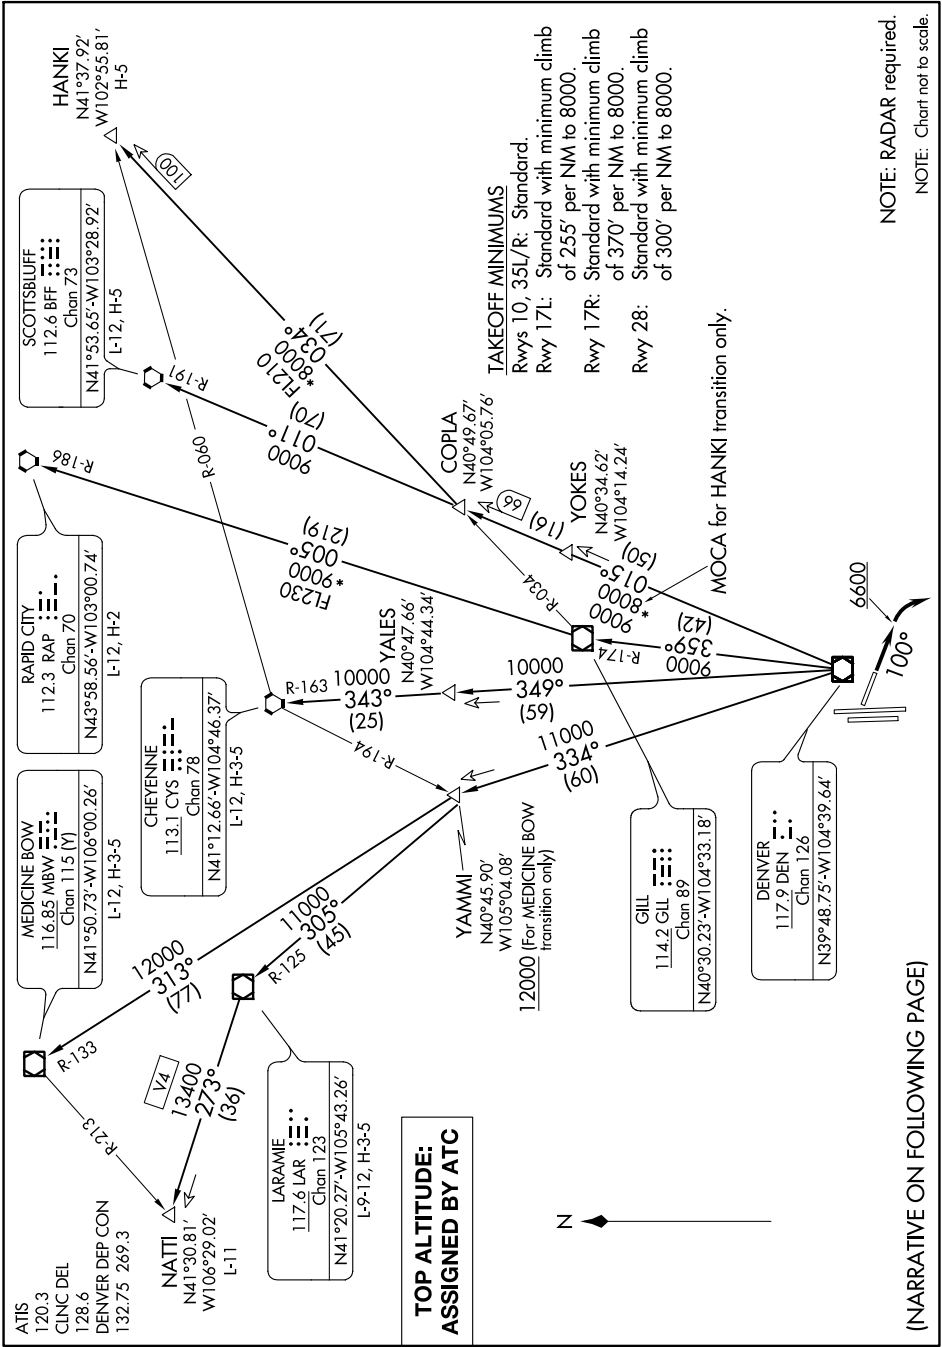 ATIS
120.3
CLNC DEL
128.6
DENVER DEP CON
132.75 269.3
TOP ALTITUDE:
ASSIGNED BY ATC
NATTI
N41°30.81'
W106°29.02'
L-11
R-213
V4
13400
273°
(36)
LARAMIE
117.6 LAR
Chan 123
N41°20.27'-W105°43.26'
L-9-12, H-3-5
R-133
12000
313°
(77)
MEDICINE BOW
116.85 MBW
Chan 115 (Y)
N41°50.73'-W106°00.26'
L-12, H-3-5
R-125
11000
305°
(45)
YAMMI
N40°45.90'
W105°04.08'
12000 (For MEDICINE BOW
transition only)
CHEYENNE
113.1 CYS
Chan 78
N41°12.66'-W104°46.37'
L-12, H-3-5
R-194
R-163
10000
343°
(25)
YALES
N40°47.66'
W104°44.34'
RAPID CITY
112.3 RAP
Chan 70
N43°58.56'-W103°00.74'
L-12, H-2
R-186
FL230
*9000
005°
(219)
SCOTTSBLUFF
112.6 BFF
Chan 73
N41°53.65'-W103°28.92'
L-12, H-5
R-191
R-060
9000
011°
(70)
HANKI
N41°37.92'
W102°55.81'
H-5
100
FL210
*8000
034°
(71)
COPLA
N40°49.67'
W104°05.76'
66
(16)
YOKES
N40°34.62'
W104°14.24'
R-034
9000
*8000
015°
(50)
MOCA for HANKI transition only.
R-174
9000
359°
(42)
10000
349°
(59)
11000
334°
(60)
GILL
114.2 GLL
Chan 89
N40°30.23'-W104°33.18'
DENVER
117.9 DEN
Chan 126
N39°48.75'-W104°39.64'
6600
100°
TAKEOFF MINIMUMS
Rwys 10, 35L/R: Standard.
Rwy 17L: Standard with minimum climb
of 255' per NM to 8000.
Rwy 17R: Standard with minimum climb
of 370' per NM to 8000.
Rwy 28: Standard with minimum climb
of 300' per NM to 8000.
N
NOTE: RADAR required.
NOTE: Chart not to scale.
(NARRATIVE ON FOLLOWING PAGE)